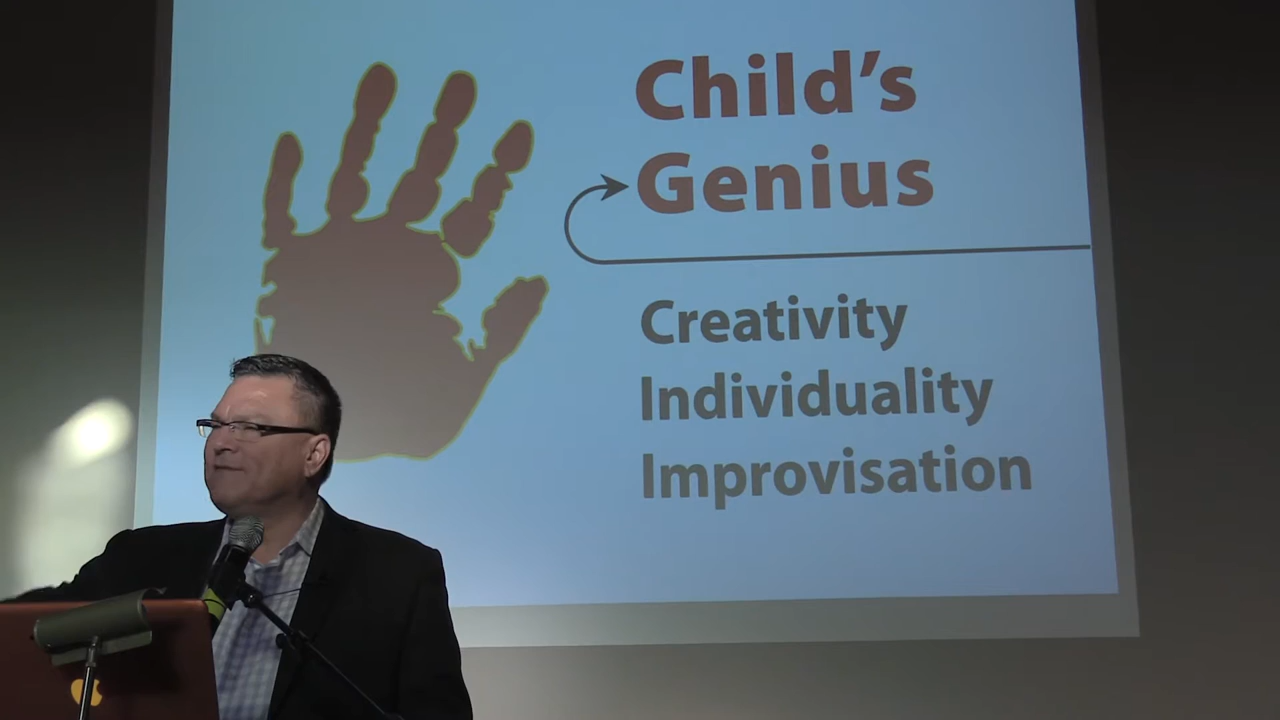 Child’s
Genius
Creativity
Individuality
Improvisation